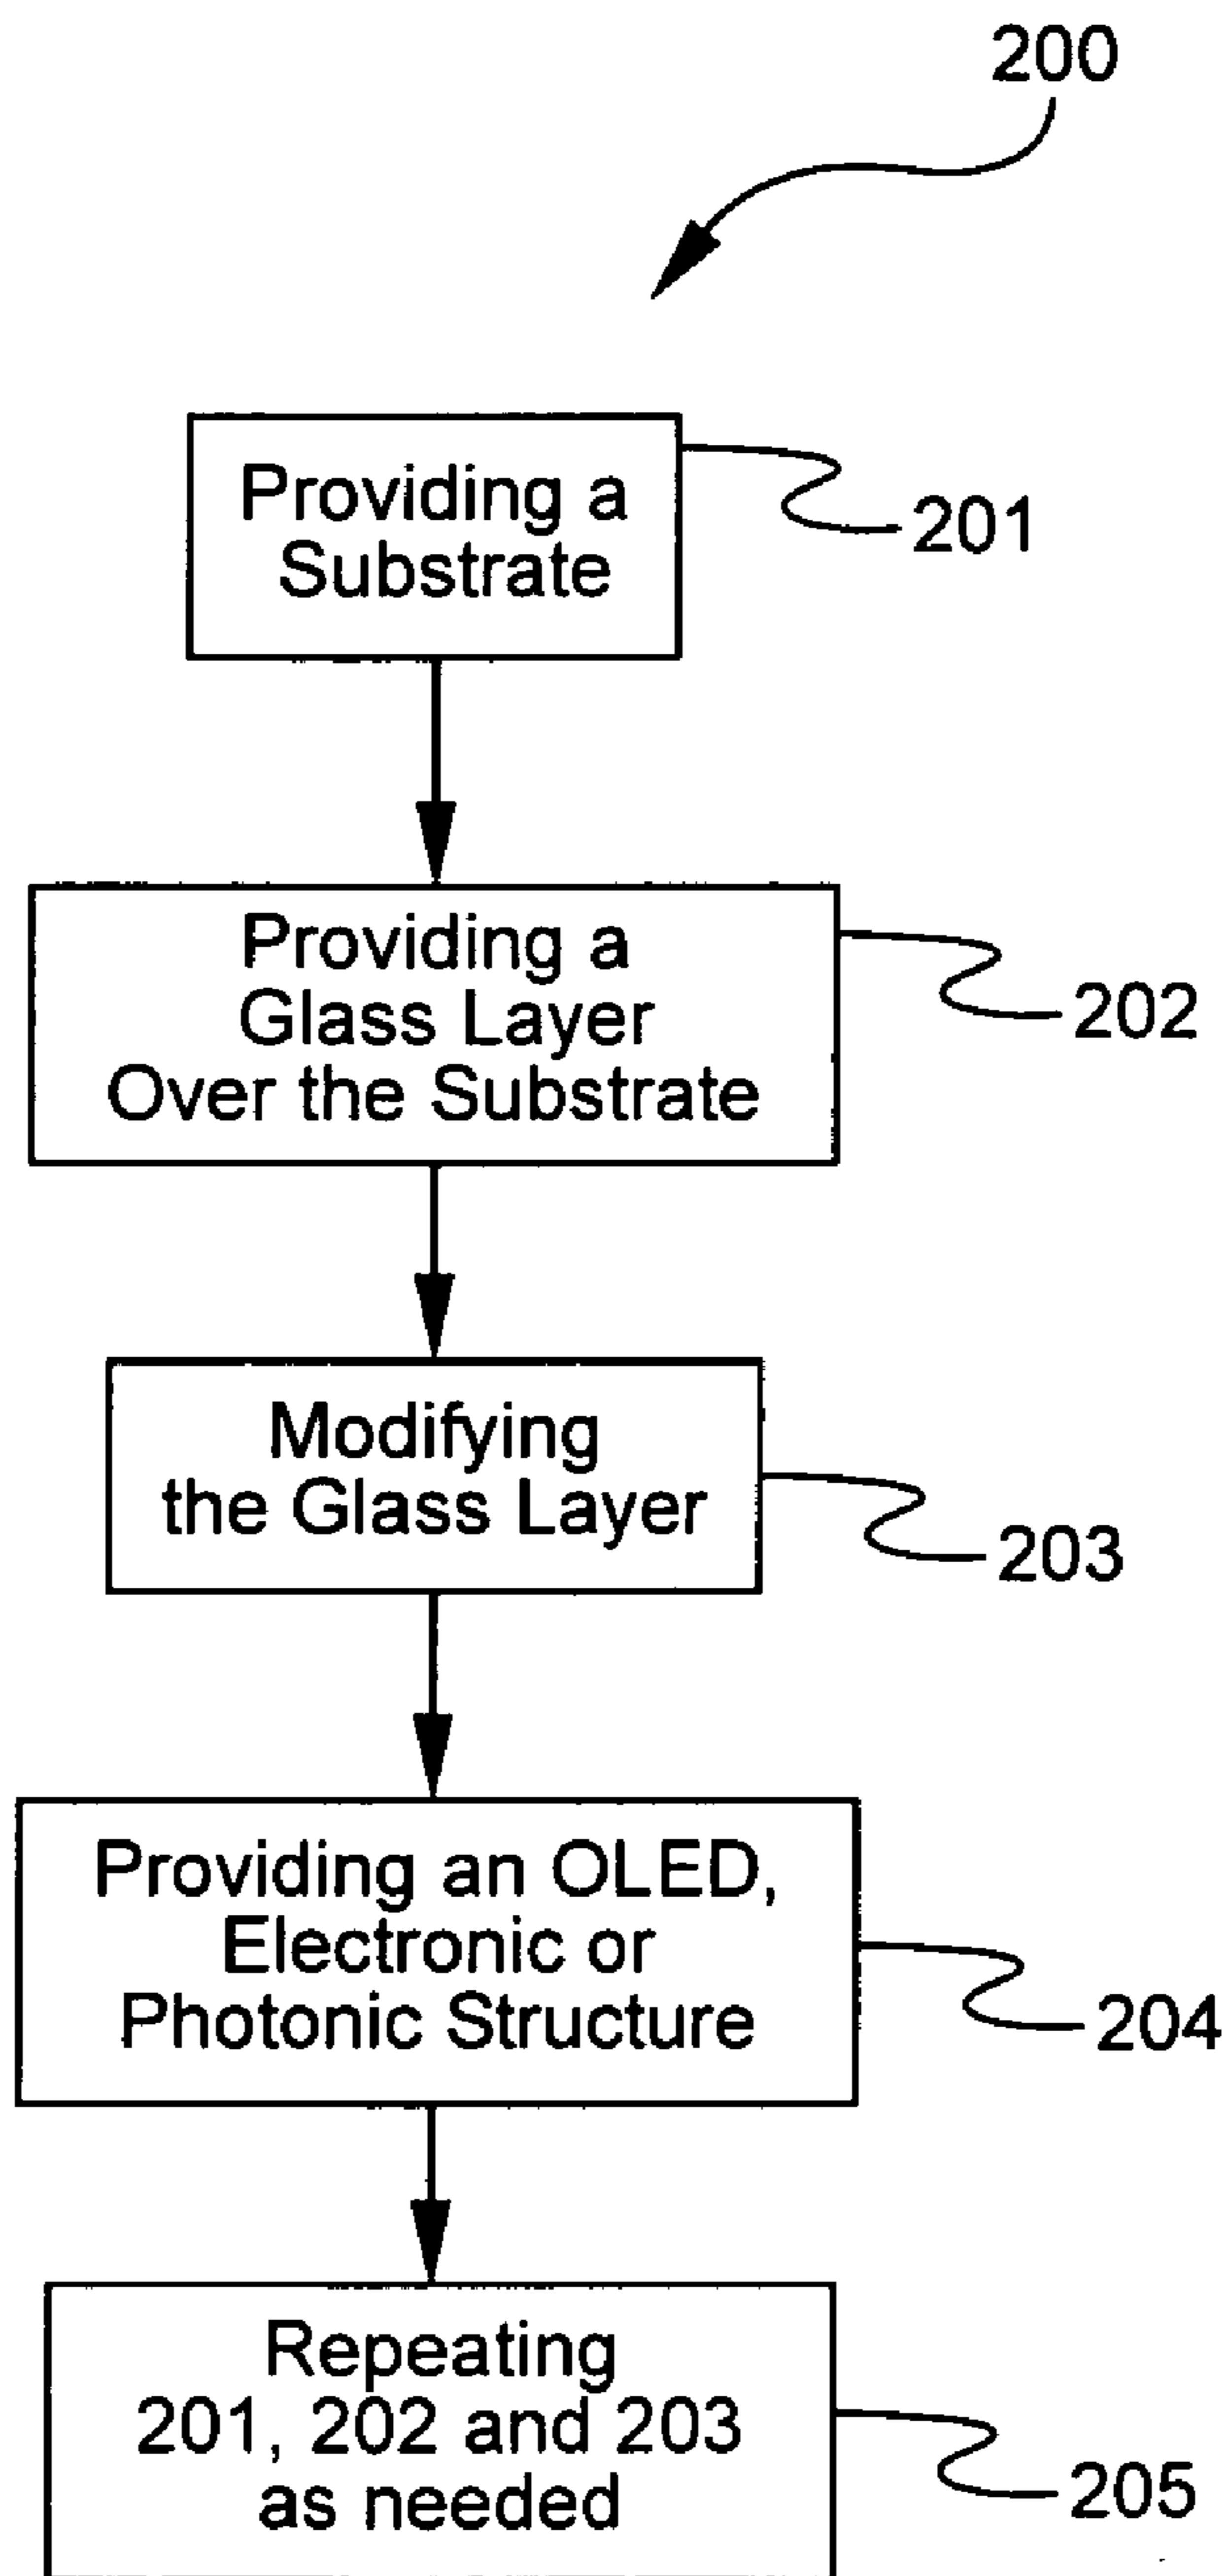 200
Providing a
Substrate
201
Providing a
Glass Layer
Over the Substrate
202
Modifying
the Glass Layer
203
Providing an OLED,
Electronic or
Photonic Structure
204
Repeating
201, 202 and 203
as needed
205